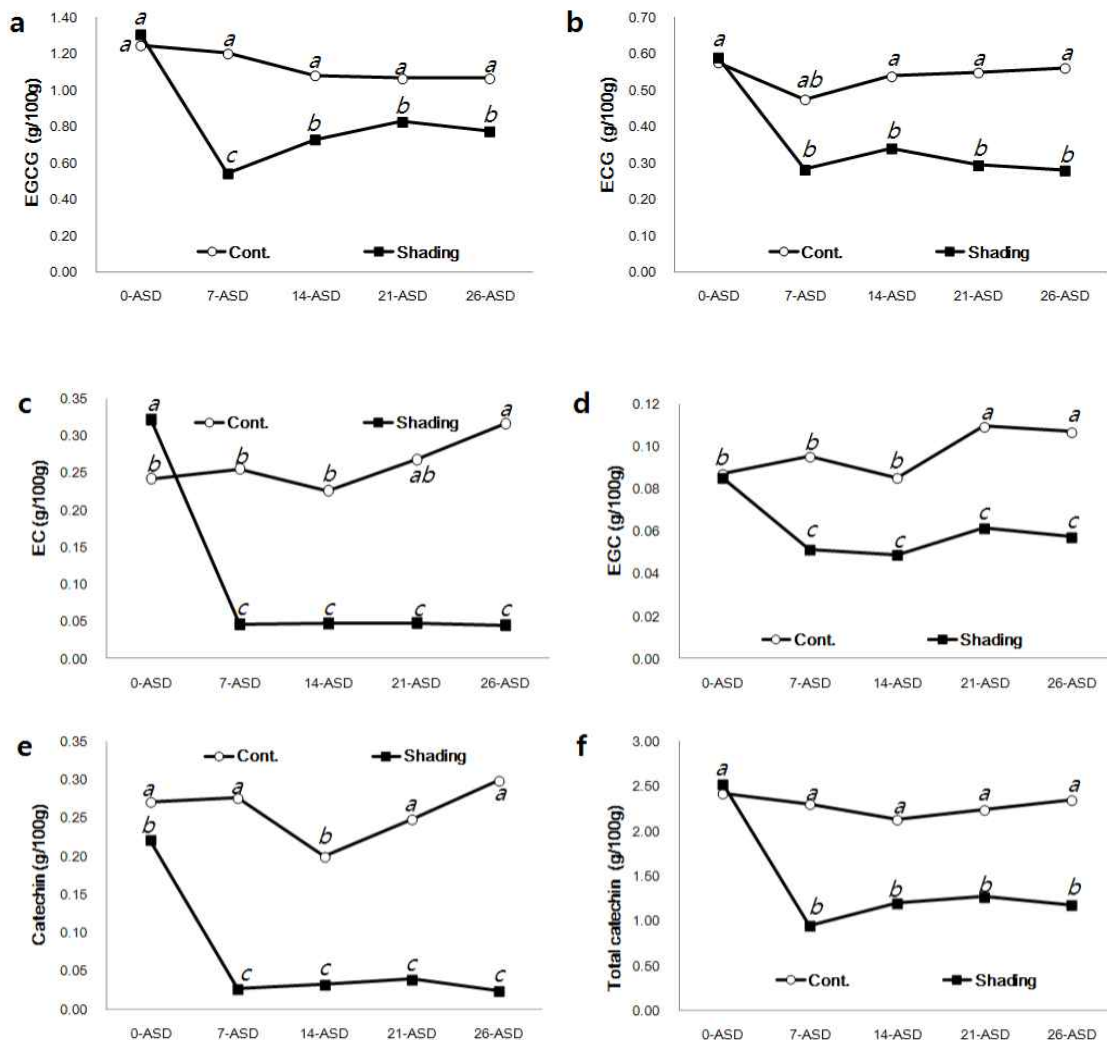 a
EGCG (g/100g)
1.40
1.20
1.00
0.80
0.60
0.40
0.20
0.00
a
a
a
a
a
a
c
b
b
b
Cont.
Shading
0-ASD
7-ASD
14-ASD
21-ASD
26-ASD
b
ECG (g/100g)
0.70
0.60
0.50
0.40
0.30
0.20
0.10
0.00
a
ab
a
a
a
b
b
b
b
Cont.
Shading
0-ASD
7-ASD
14-ASD
21-ASD
26-ASD
c
EC (g/100g)
0.35
0.30
0.25
0.20
0.15
0.10
0.05
0.00
Cont.
Shading
a
b
b
b
ab
a
c
c
c
c
0-ASD
7-ASD
14-ASD
21-ASD
26-ASD
d
EGC (g/100g)
0.12
0.10
0.08
0.06
0.04
0.02
0.00
b
b
b
a
a
c
c
c
c
Cont.
Shading
0-ASD
7-ASD
14-ASD
21-ASD
26-ASD
e
Catechin (g/100g)
0.35
0.30
0.25
0.20
0.15
0.10
0.05
0.00
Cont.
Shading
a
a
b
a
a
b
c
c
c
c
0-ASD
7-ASD
14-ASD
21-ASD
26-ASD
f
Total catechin (g/100g)
3.00
2.50
2.00
1.50
1.00
0.50
0.00
a
a
a
a
a
b
b
b
b
Cont.
Shading
0-ASD
7-ASD
14-ASD
21-ASD
26-ASD